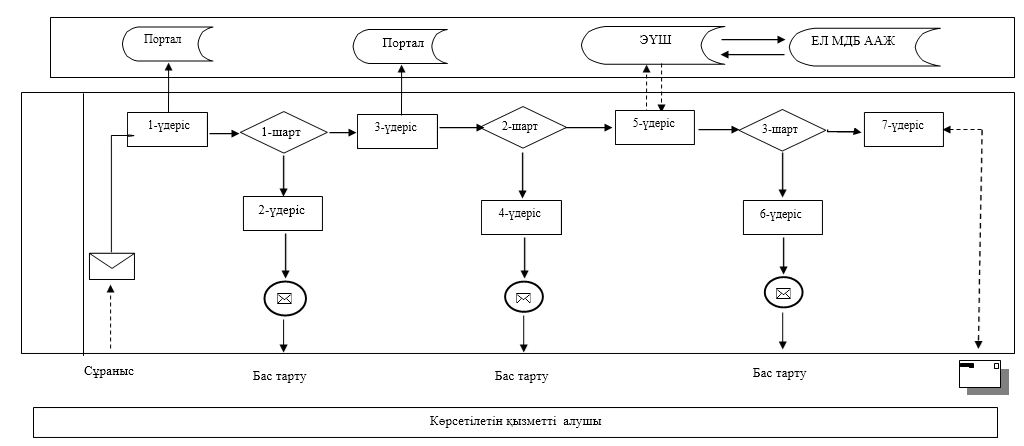 Портал
Портал
ЭҮШ
ЕЛ МДБ ААЖ
1-үдеріс
1-шарт
3-үдеріс
2-шарт
5-үдеріс
3-шарт
7-үдеріс
2-үдеріс
4-үдеріс
6-үдеріс
Сұраныс
Бас тарту
Бас тарту
Бас тарту
Көрсетілетін қызметті алушы